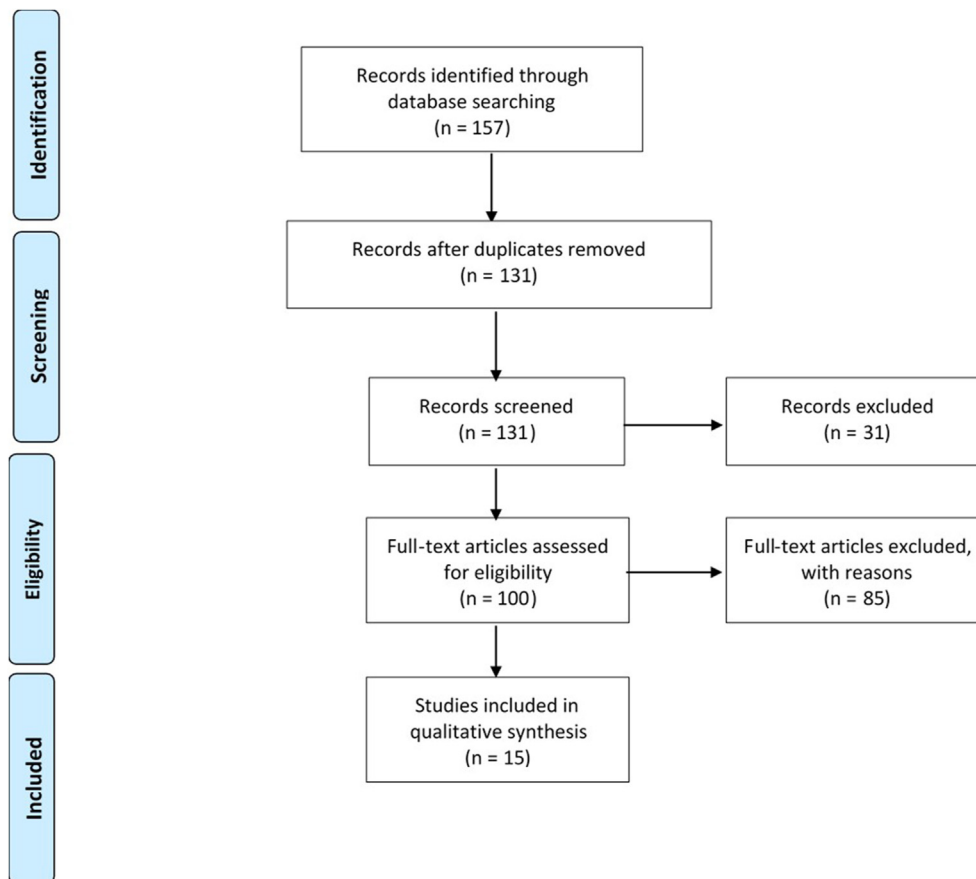 Identification
Records identified through
database searching
(n = 157)
Records after duplicates removed
(n = 131)
Screening
Records screened
(n = 131)
Records excluded
(n = 31)
Eligibility
Full-text articles assessed
for eligibility
(n = 100)
Full-text articles excluded,
with reasons
(n = 85)
Included
Studies included in
qualitative synthesis
(n = 15)